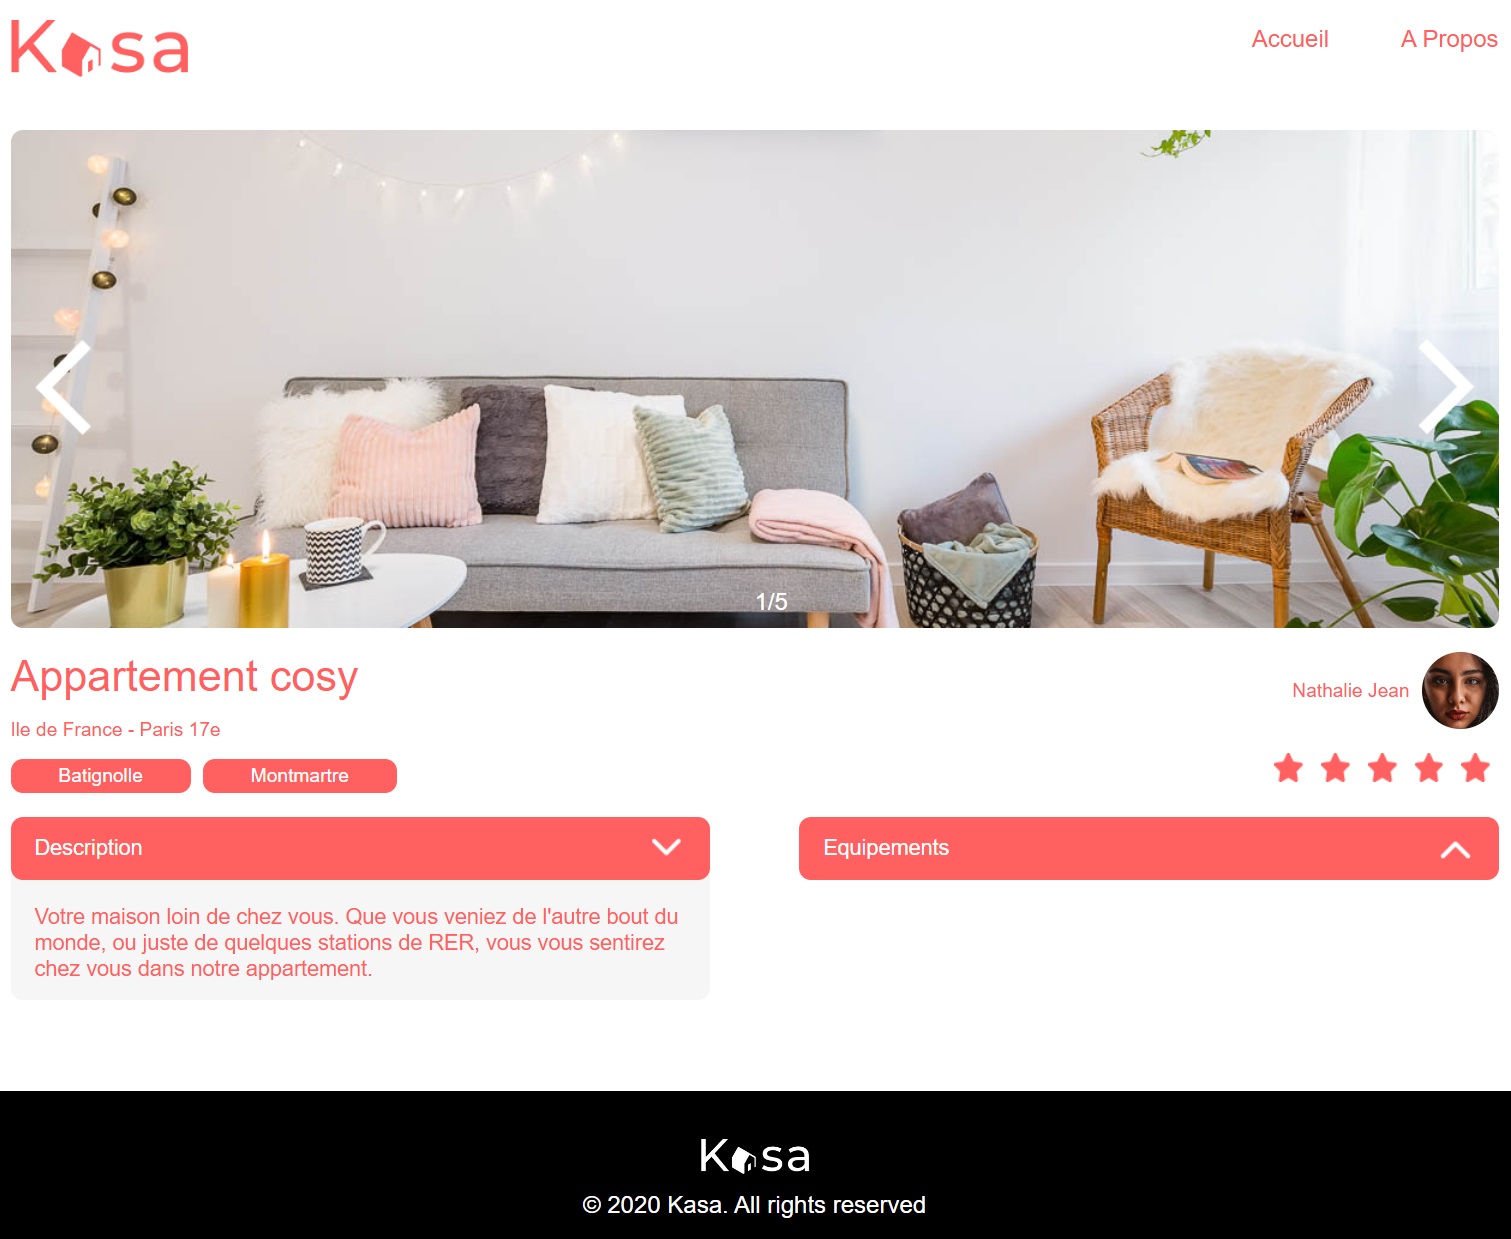 Kasa
Accueil A Propos
1/5
Appartement cosy
Nathalie Jean
Ile de France - Paris 17e
Batignolle Montmartre
Description
Equipements
Votre maison loin de chez vous. Que vous veniez de l'autre bout du
monde, ou juste de quelques stations de RER, vous vous sentirez
chez vous dans notre appartement.
Kasa
© 2020 Kasa. All rights reserved